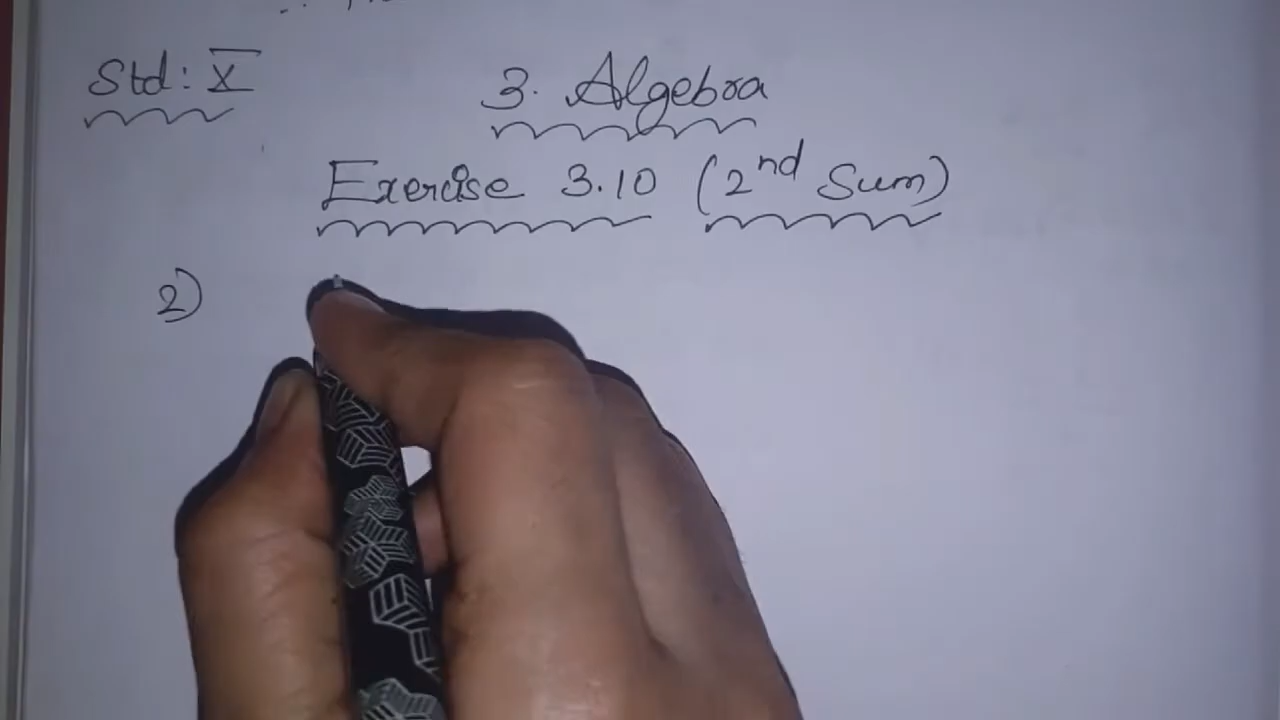 Std: X
3. Algebra
Exercise 3.10 (2nd Sum)
2)